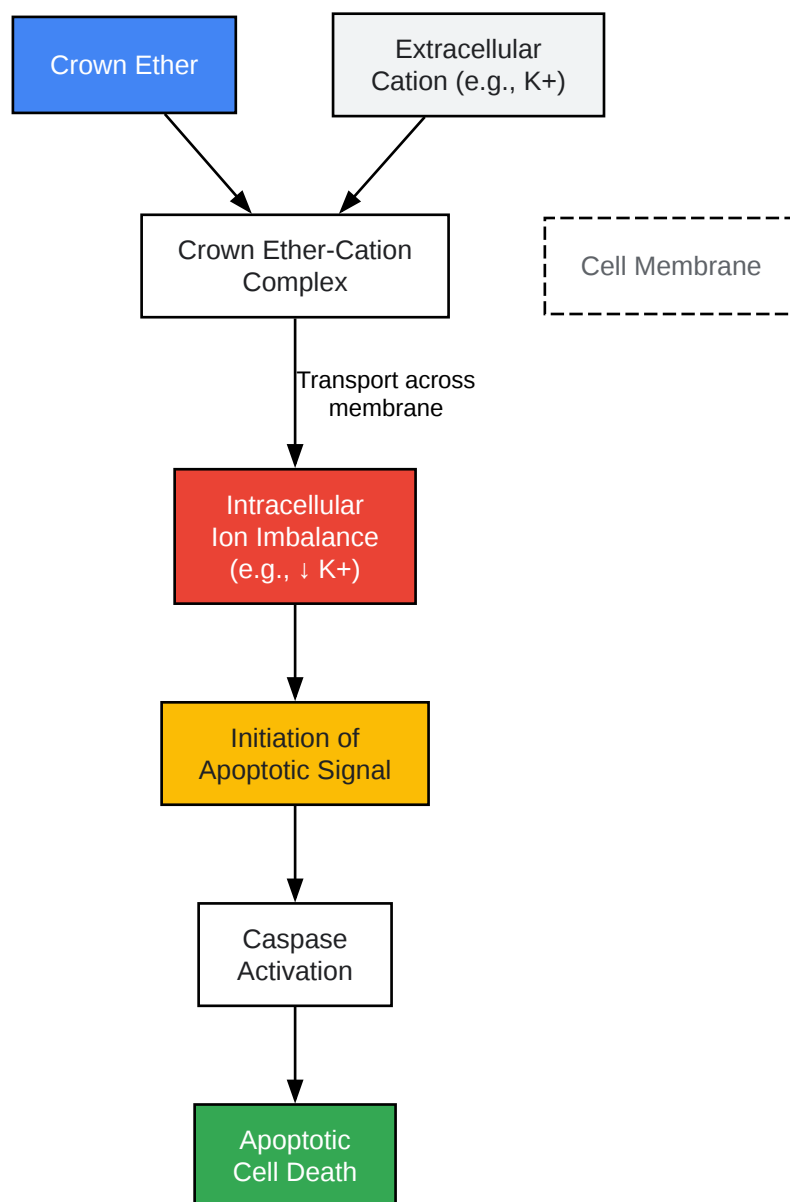 Crown Ether
Extracellular
Cation (e.g., K+)
Crown Ether-Cation
Complex
Cell Membrane
Transport across
membrane
Intracellular
Ion Imbalance
(e.g., ↓ K+)
Initiation of
Apoptotic Signal
Caspase
Activation
Apoptotic
Cell Death